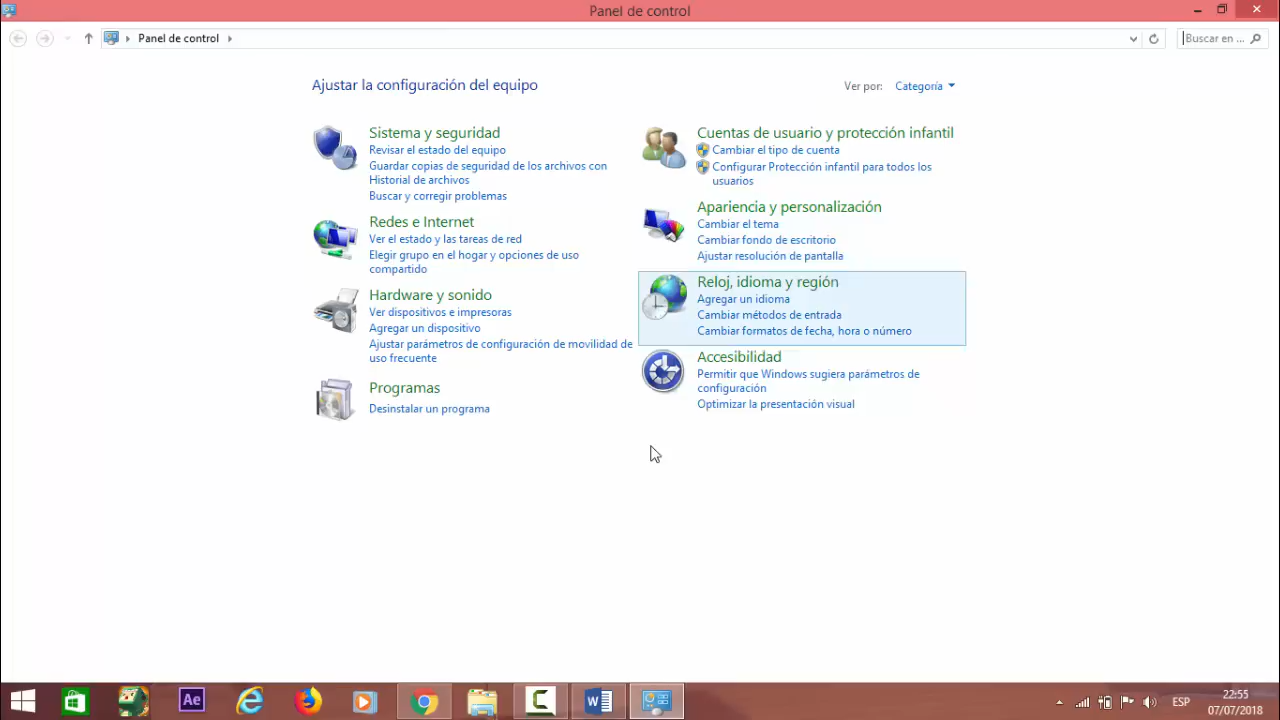 Panel de control
Panel de control
Buscar en ...
Ajustar la configuración del equipo
Ver por: Categoría
Sistema y seguridad
Revisar el estado del equipo
Guardar copias de seguridad de los archivos con
Historial de archivos
Buscar y corregir problemas
Redes e Internet
Ver el estado y las tareas de red
Elegir grupo en el hogar y opciones de uso
compartido
Hardware y sonido
Ver dispositivos e impresoras
Agregar un dispositivo
Ajustar parámetros de configuración de movilidad de
uso frecuente
Programas
Desinstalar un programa
Cuentas de usuario y protección infantil
Cambiar el tipo de cuenta
Configurar Protección infantil para todos los
usuarios
Apariencia y personalización
Cambiar el tema
Cambiar fondo de escritorio
Ajustar resolución de pantalla
Reloj, idioma y región
Agregar un idioma
Cambiar métodos de entrada
Cambiar formatos de fecha, hora o número
Accesibilidad
Permitir que Windows sugiera parámetros de
configuración
Optimizar la presentación visual
Ae
W
ESP
22:55
07/07/2018